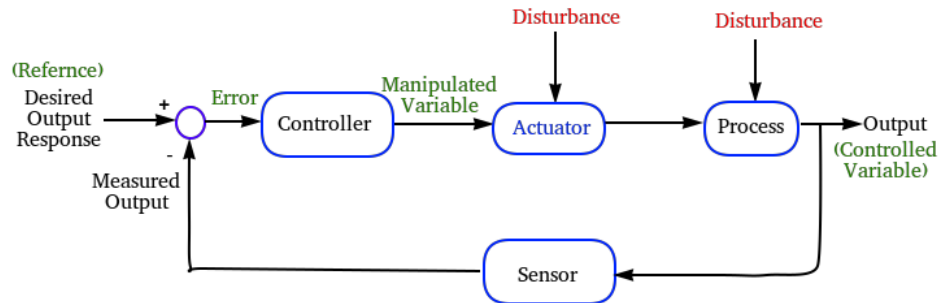 Disturbance
Disturbance
(Refernce)
Desired
Output
Response
+
Error
Controller
Manipulated
Variable
Actuator
Process
Output
(Controlled
Variable)
-
Measured
Output
Sensor